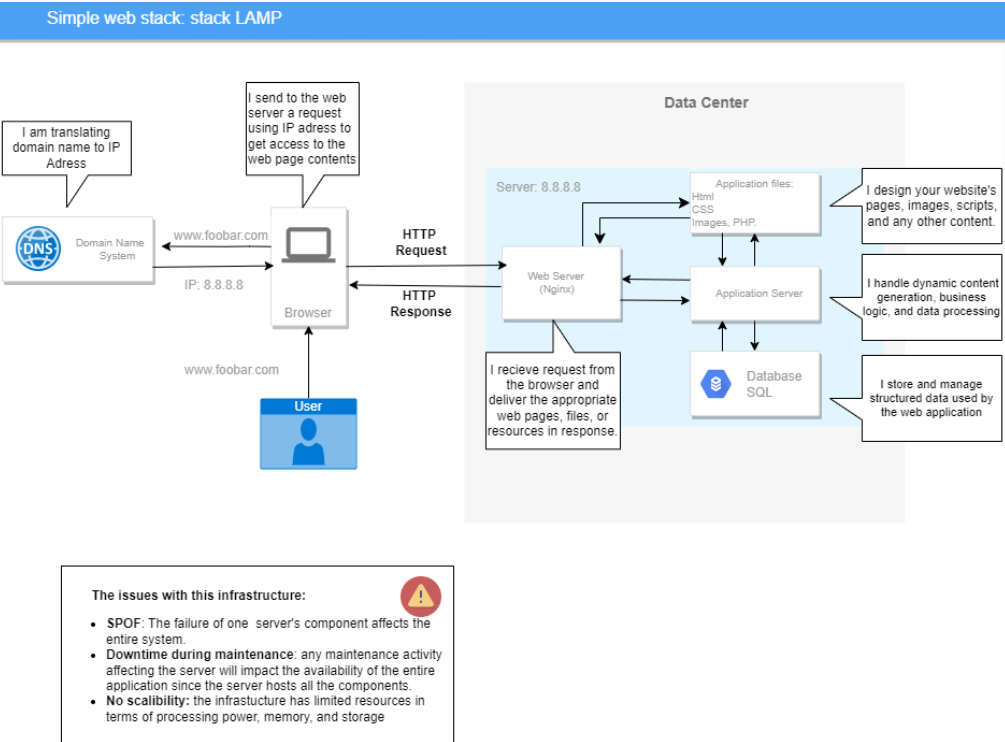 Simple web stack: stack LAMP
I am translating
domain name to IP
Adress
I send to the web
server a request
using IP adress to
get access to the
web page contents
Data Center
Server: 8.8.8.8
Application files:
Html
CSS
Images, PHP.
I design your website's
pages, images, scripts,
and any other content.
DNS
Domain Name
System
www.foobar.com
IP: 8.8.8.8
Browser
HTTP
Request
HTTP
Response
Web Server
(Nginx)
Application Server
I handle dynamic content
generation, business
logic, and data processing
www.foobar.com
User
I recieve request from
the browser and
deliver the appropriate
web pages, files, or
resources in response.
Database
SQL
I store and manage
structured data used by
the web application
The issues with this infrastructure:
• SPOF: The failure of one server's component affects the
entire system.
• Downtime during maintenance: any maintenance activity
affecting the server will impact the availability of the entire
application since the server hosts all the components.
• No scalibility: the infrastucture has limited resources in
terms of processing power, memory, and storage